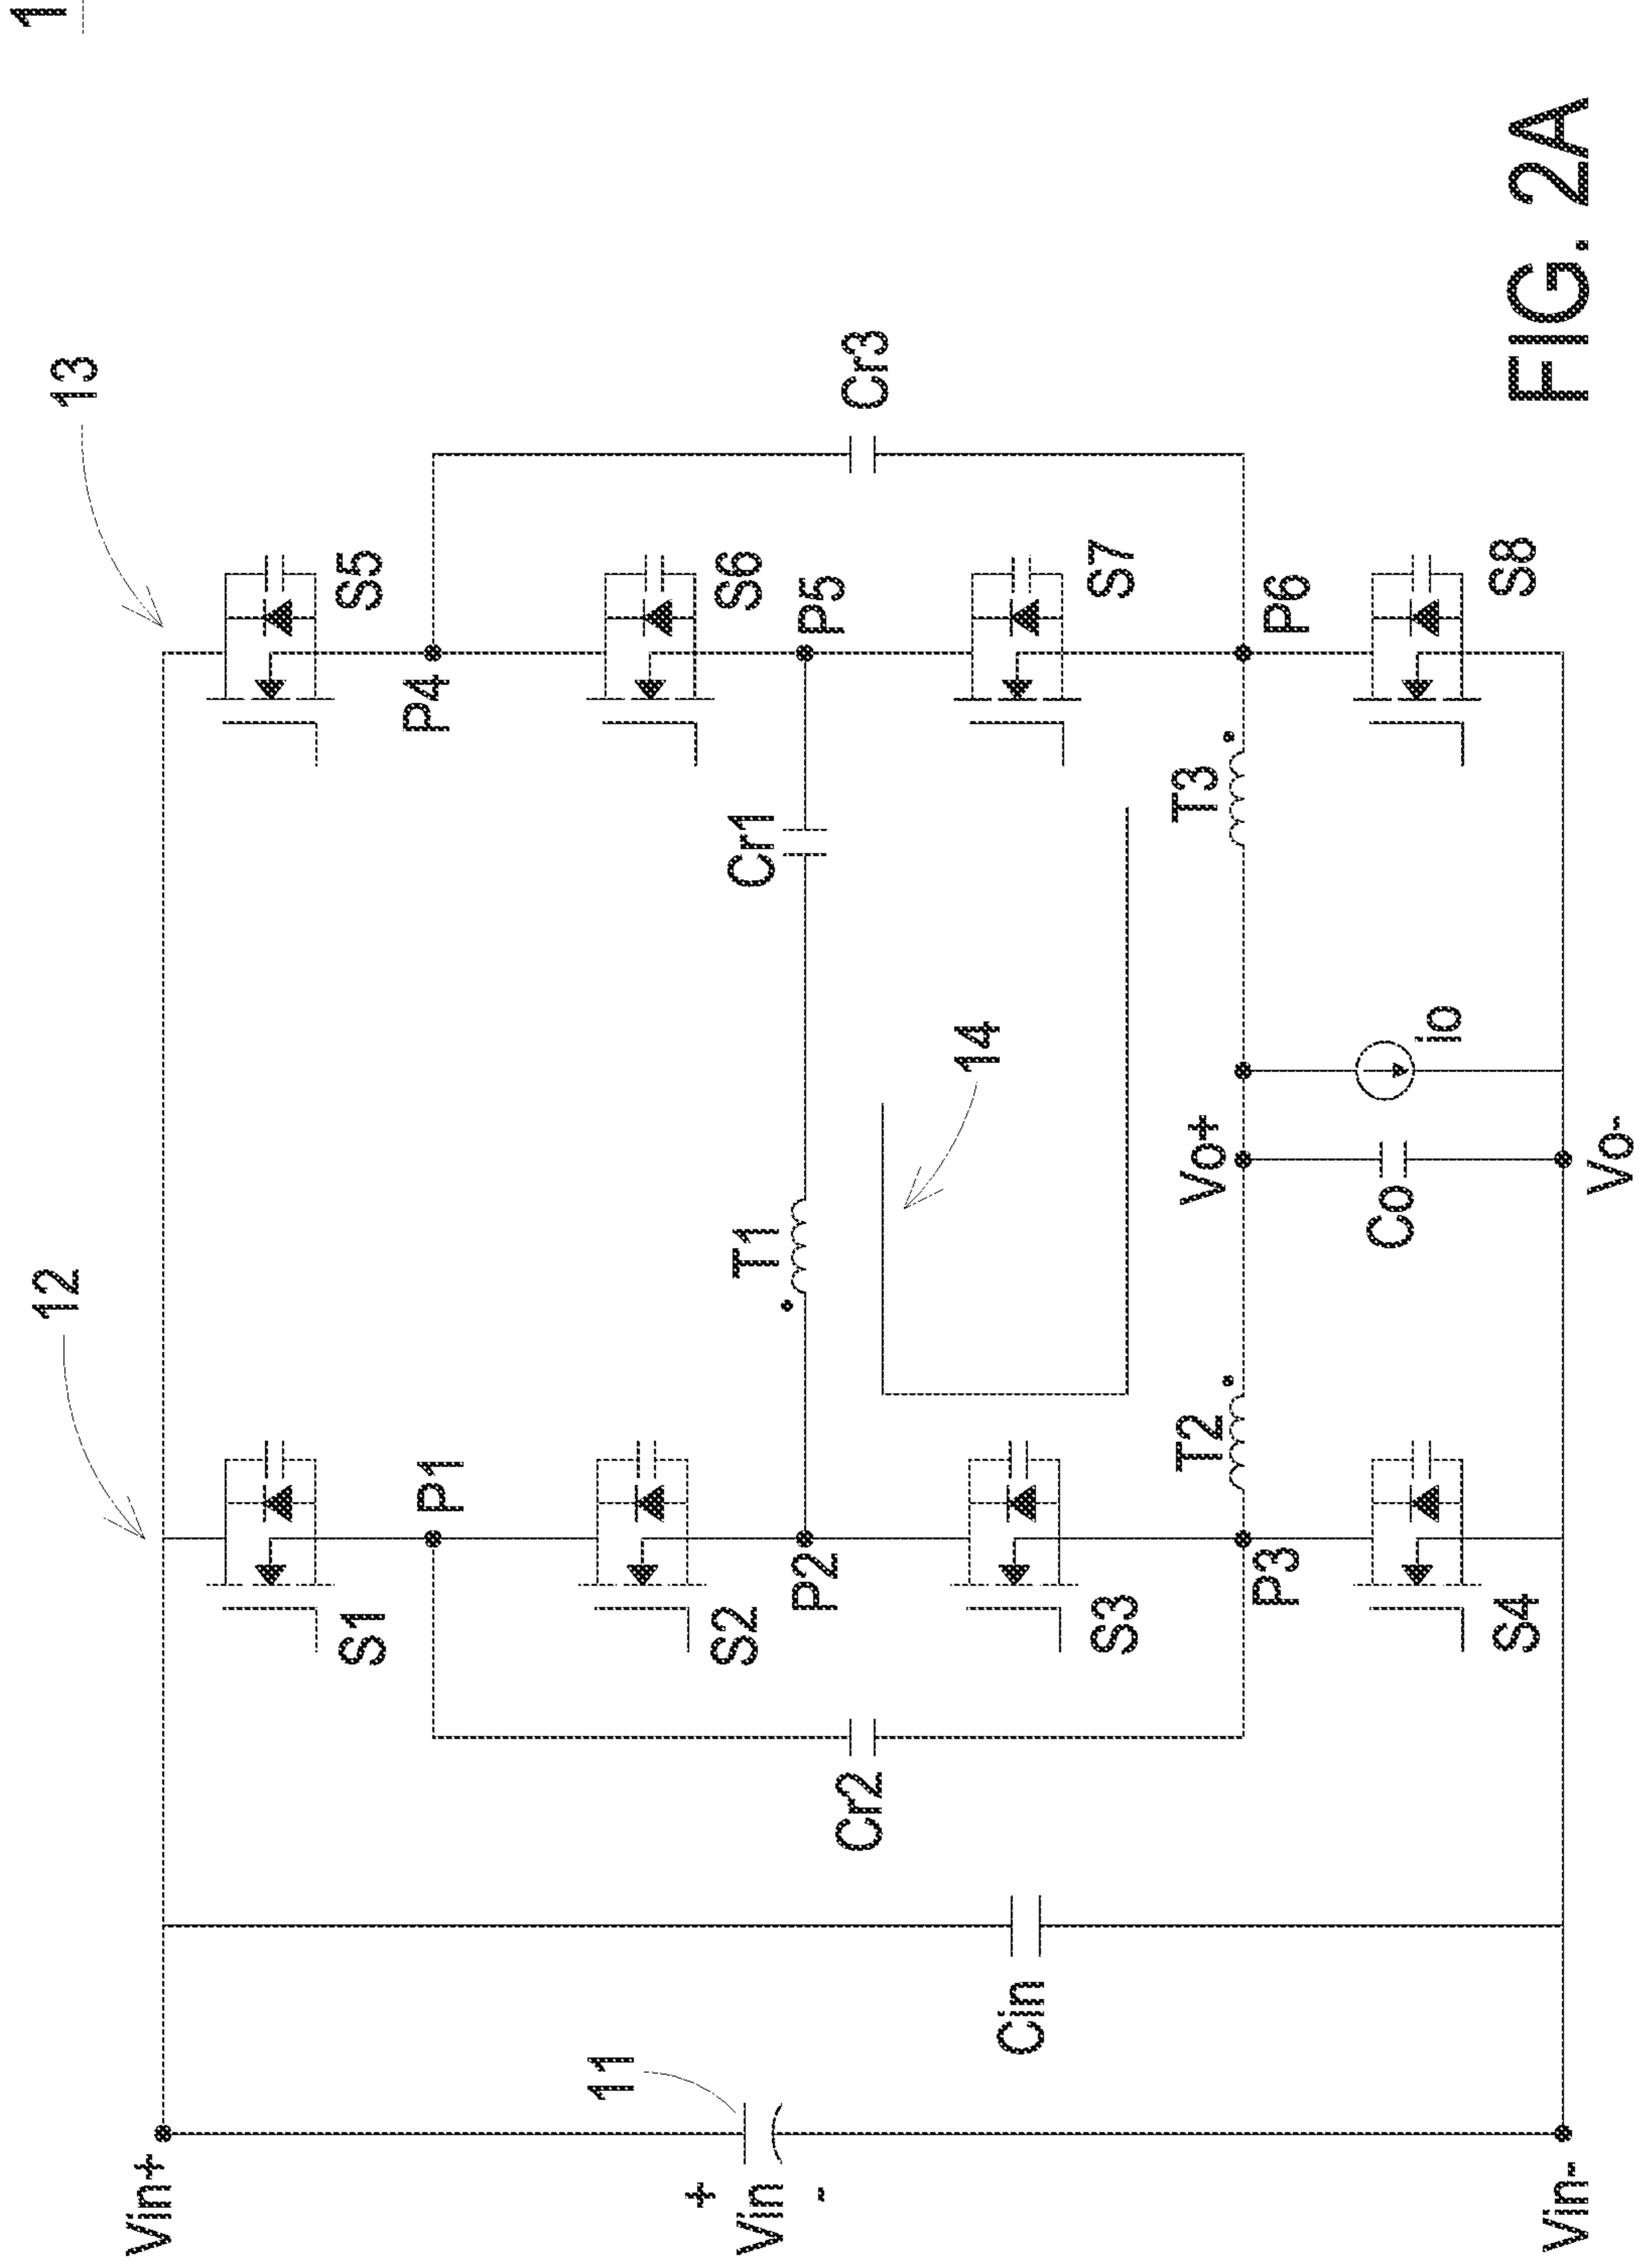 1
12
13
Vin+
S1
S5
P1
P4
S2
S6
11
+
Vin
-
T1
Cr1
P2
P5
Cr2
Cr3
14
Cin
S3
S7
T2
Vo+
T3
P3
P6
Co
io
S4
S8
Vin-
Vo-
FIG. 2A